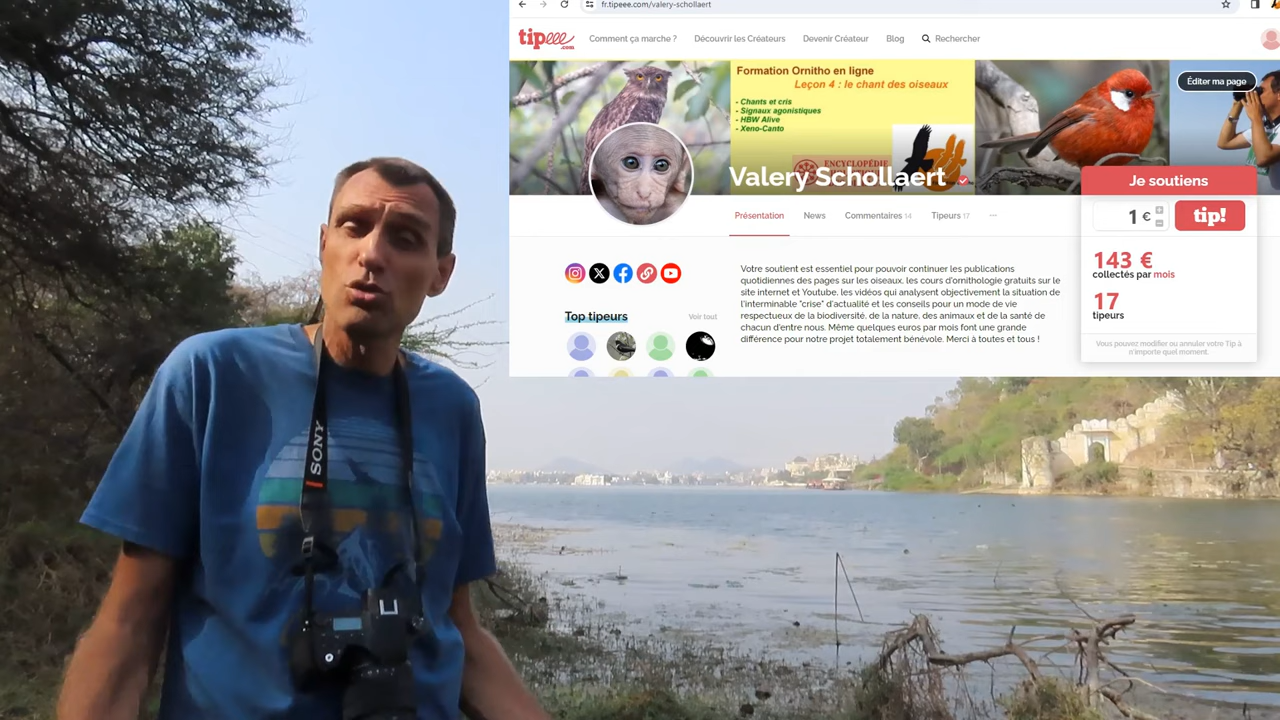 fr.tipeee.com/valery-schollaert
tipeee.com
Comment ça marche ?
Découvrir les Créateurs
Devenir Créateur
Blog
Rechercher
Formation Ornitho en ligne
Leçon 4 : le chant des oiseaux
- Chants et cris
- Signaux agonistiques
- HBW Alive
- Xeno-Canto
ENCYCLOPÉDIE
Éditer ma page
Valery Schollaert
Je soutiens
1 €
tip!
Présentation
News
Commentaires 14
Tipeurs 17
143 €
collectés par mois
17
tipeurs
Vous pouvez modifier ou annuler votre Tip à
n'importe quel moment.
Votre soutient est essentiel pour pouvoir continuer les publications
quotidiennes des pages sur les oiseaux, les cours d'ornithologie gratuits sur le
site internet et Youtube, les vidéos qui analysent objectivement la situation de
l'interminable "crise" d'actualité et les conseils pour un mode de vie
respectueux de la biodiversité, de la nature, des animaux et de la santé de
chacun d'entre nous. Même quelques euros par mois font une grande
différence pour notre projet totalement bénévole. Merci à toutes et tous !
Top tipeurs
Voir tout
SONY